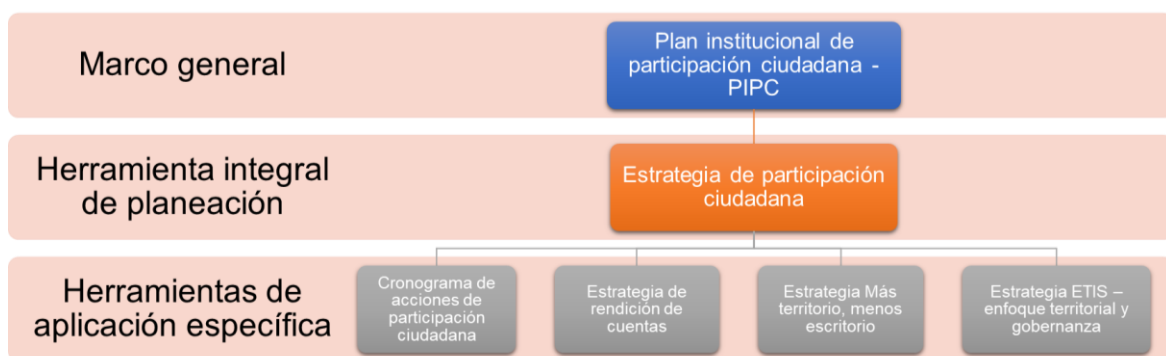 Marco general
Plan institucional de
participación ciudadana -
PIPC
Herramienta integral
de planeación
Estrategia de participación
ciudadana
Herramientas de
aplicación específica
Cronograma de
acciones de
participación
ciudadana
Estrategia de
rendición de
cuentas
Estrategia Más
territorio, menos
escritorio
Estrategia ETIS –
enfoque territorial y
gobernanza